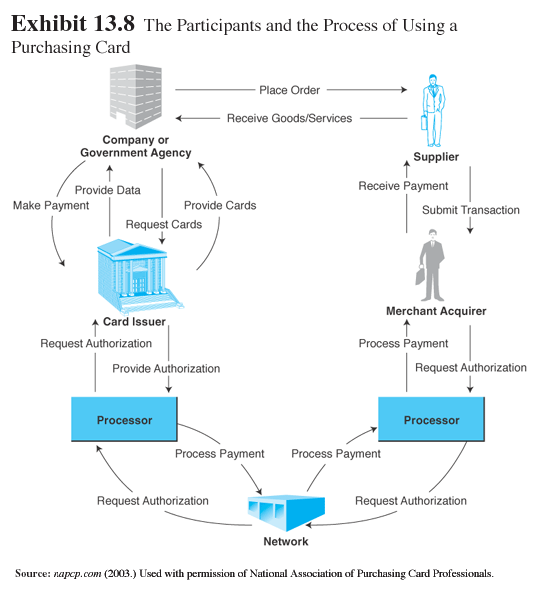 Exhibit 13.8 The Participants and the Process of Using a
Purchasing Card
Place Order
Receive Goods/Services
Company or
Government Agency
Supplier
Provide Data
Make Payment
Provide Cards
Request Cards
Receive Payment
Submit Transaction
Card Issuer
Merchant Acquirer
Request Authorization
Provide Authorization
Process Payment
Request Authorization
Processor
Processor
Process Payment
Process Payment
Request Authorization
Request Authorization
Network
Source: napcp.com (2003.) Used with permission of National Association of Purchasing Card Professionals.